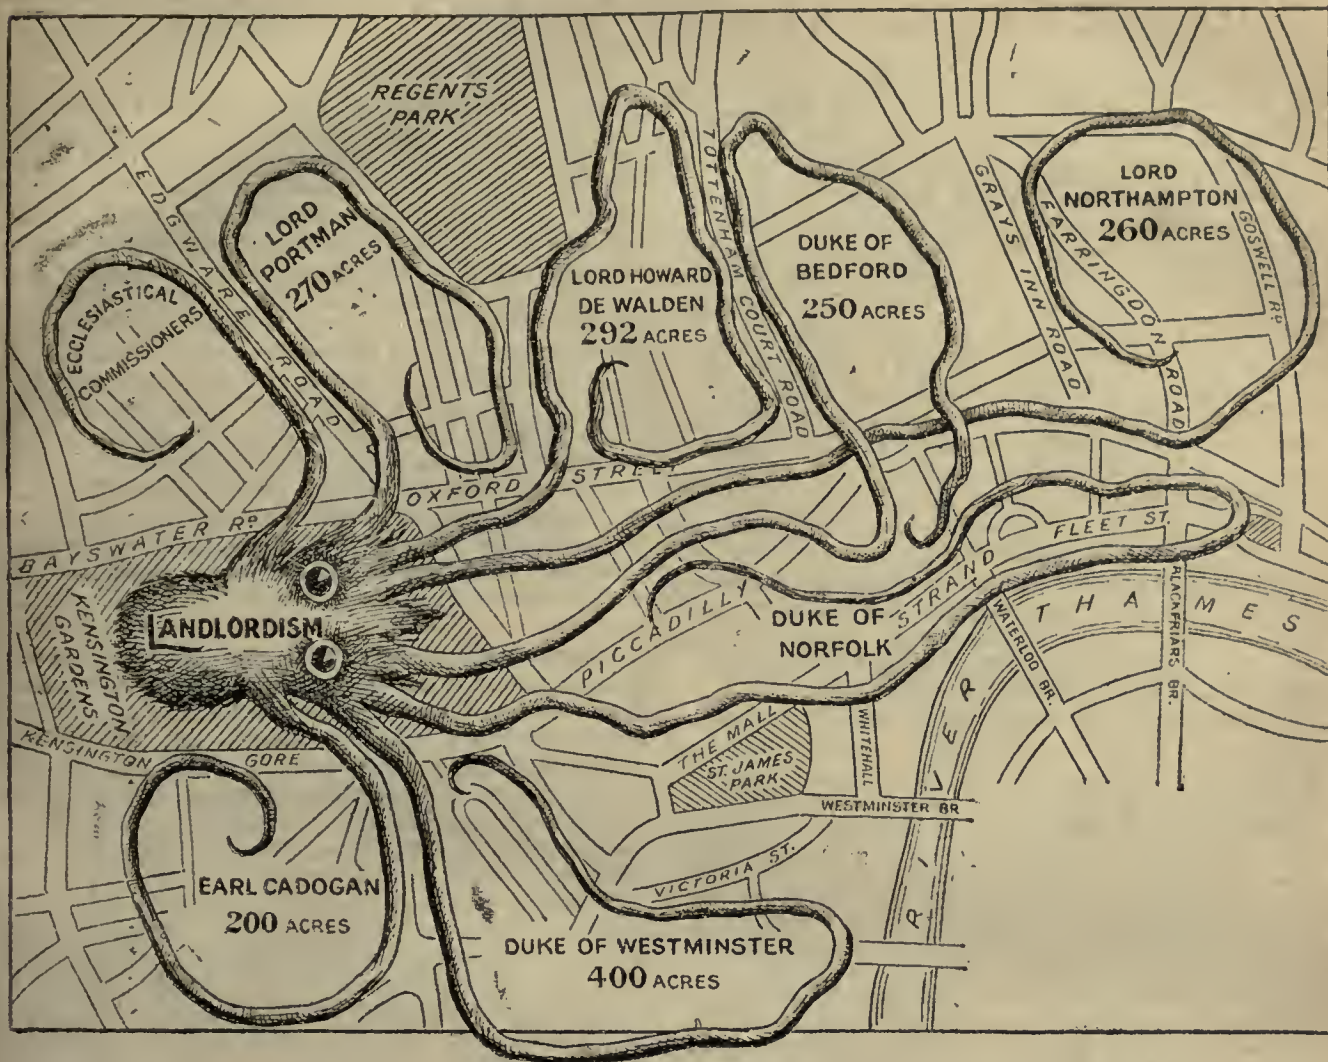 REGENTS
PARK
EDGWARE ROAD
TOTTENHAM COURT ROAD
GRAYS INN ROAD
FARRINGDON ROAD
GOSWELL RD
LORD
NORTHAMPTON
260 ACRES
LORD
PORTMAN
270 ACRES
ECCLESIASTICAL
COMMISSIONERS
LORD HOWARD
DE WALDEN
292 ACRES
DUKE OF
BEDFORD
250 ACRES
OXFORD STREET
BAYSWATER RD
KENSINGTON
GARDENS
LANDLORDISM
PICCADILLY
STRAND
FLEET ST.
DUKE OF
NORFOLK
RIVER THAMES
WATERLOO BR.
BLACKFRIARS BR.
KENSINGTON GORE
THE MALL
ST. JAMES
PARK
WHITEHALL
WESTMINSTER BR
VICTORIA ST.
EARL CADOGAN
200 ACRES
DUKE OF WESTMINSTER
400 ACRES